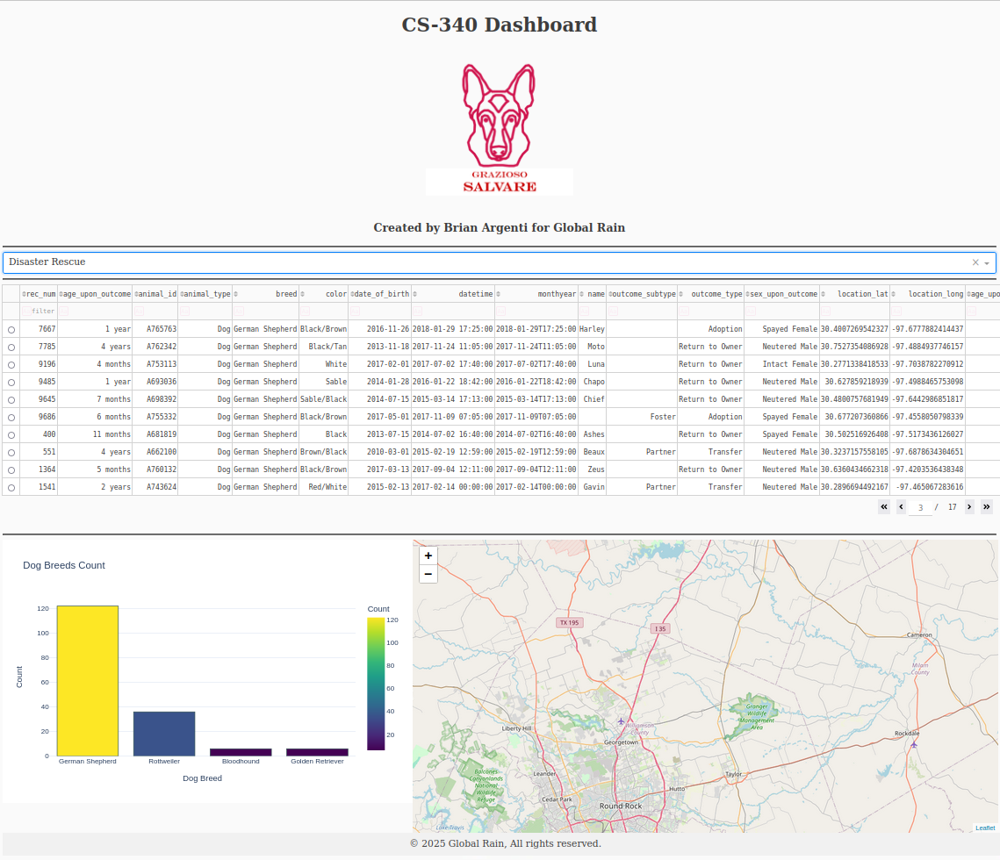 CS-340 Dashboard
GRAZIOSO
SALVARE
Created by Brian Argenti for Global Rain
Disaster Rescue
rec_num age_upon_outcome animal_id animal_type breed color date_of_birth datetime monthyear name outcome_subtype outcome_type sex_upon_outcome location_lat location_long age_upo
filter
7667 1 year A765763 Dog German Shepherd Black/Brown 2016-11-26 2018-01-29 17:25:00 2018-01-29T17:25:00 Harley Adoption Spayed Female 30.4007269542327 -97.6777882414437
7785 4 years A762342 Dog German Shepherd Black/Tan 2013-11-18 2017-11-24 11:05:00 2017-11-24T11:05:00 Moto Return to Owner Neutered Male 30.7527354086928 -97.4884937746157
9196 4 months A753113 Dog German Shepherd White 2017-02-01 2017-07-02 17:40:00 2017-07-02T17:40:00 Luna Return to Owner Intact Female 30.2771338418533 -97.7038782270912
9485 1 year A693036 Dog German Shepherd Sable 2014-01-28 2016-01-22 18:42:00 2016-01-22T18:42:00 Chapo Return to Owner Neutered Male 30.627859218939 -97.4988465753098
9645 7 months A698392 Dog German Shepherd Sable/Black 2014-07-15 2015-03-14 17:13:00 2015-03-14T17:13:00 Chief Return to Owner Neutered Male 30.4800757681949 -97.6442986851817
9686 6 months A755332 Dog German Shepherd Black/Brown 2017-05-01 2017-11-09 07:05:00 2017-11-09T07:05:00 Foster Adoption Spayed Female 30.677207360866 -97.4558050798339
400 11 months A681819 Dog German Shepherd Black 2013-07-15 2014-07-02 16:40:00 2014-07-02T16:40:00 Ashes Return to Owner Spayed Female 30.502516926408 -97.5173436126027
551 4 years A662100 Dog German Shepherd Brown/Black 2010-03-01 2015-02-19 12:59:00 2015-02-19T12:59:00 Beaux Partner Transfer Neutered Male 30.3237157558105 -97.6878634304651
1364 5 months A760132 Dog German Shepherd Black/Brown 2017-03-13 2017-09-04 12:11:00 2017-09-04T12:11:00 Zeus Return to Owner Neutered Male 30.6360434662318 -97.4203536438348
1541 2 years A743624 Dog German Shepherd Red/White 2015-02-13 2017-02-14 00:00:00 2017-02-14T00:00:00 Gavin Partner Transfer Neutered Male 30.2896694492167 -97.465067283616
3 / 17
Dog Breeds Count
Count
120
100
80
60
40
20
0
Count
German Shepherd Rottweiler Bloodhound Golden Retriever
Dog Breed
120
100
80
60
40
20
+
−
TX 195
I 35
Cameron
Milam
County
Granger
Wildlife
Management
Area
Liberty Hill
Williamson
County
Georgetown
Rockdale
Leander
Taylor
Balcones
Canyonlands
National
Wildlife
Refuge
Hutto
Cedar Park
Round Rock
Lake Travis
Leaflet
© 2025 Global Rain, All rights reserved.